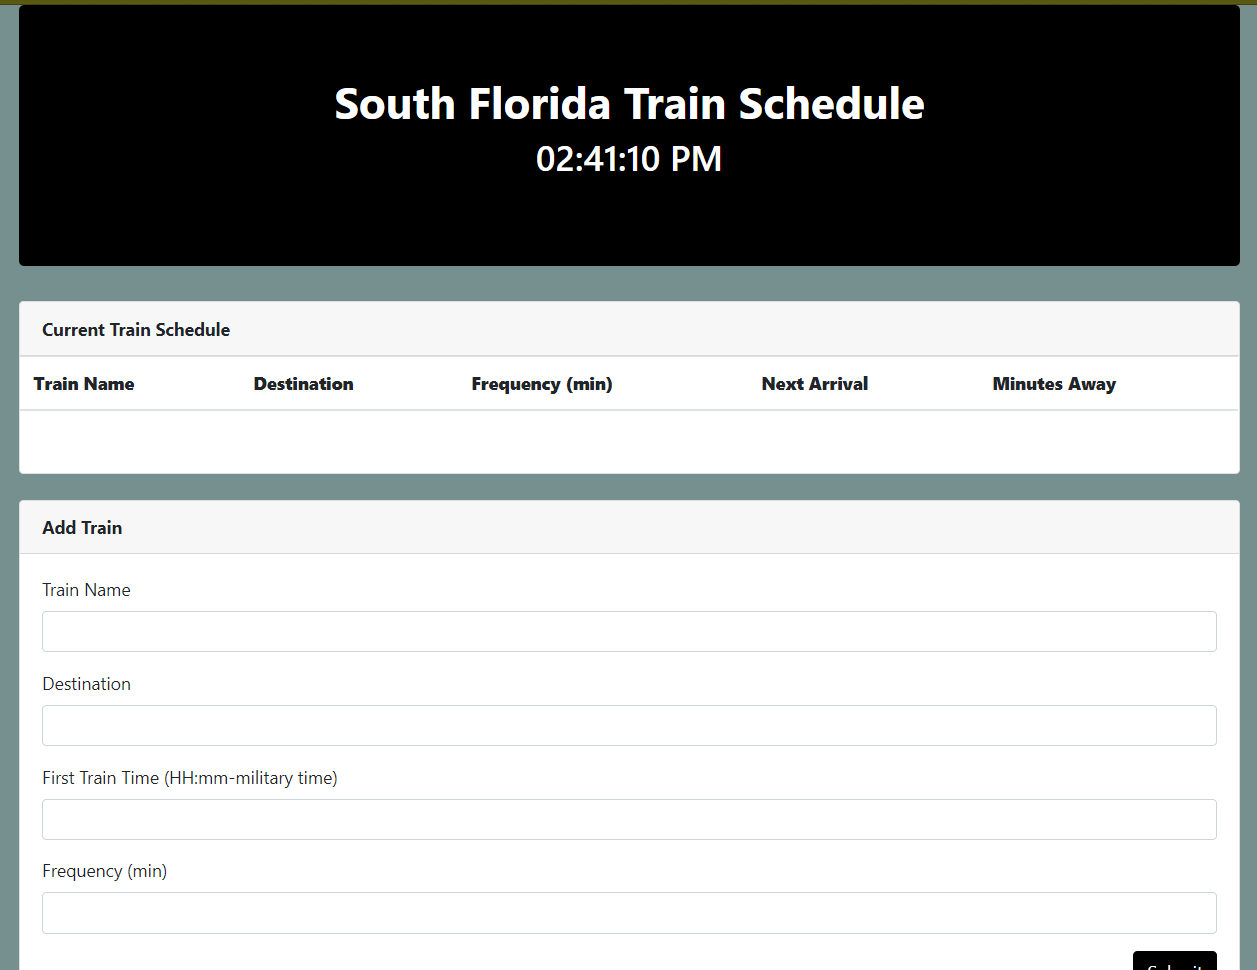 South Florida Train Schedule
02:41:10 PM
Current Train Schedule
Train Name Destination Frequency (min) Next Arrival Minutes Away
Add Train
Train Name
Destination
First Train Time (HH:mm-military time)
Frequency (min)
Submit